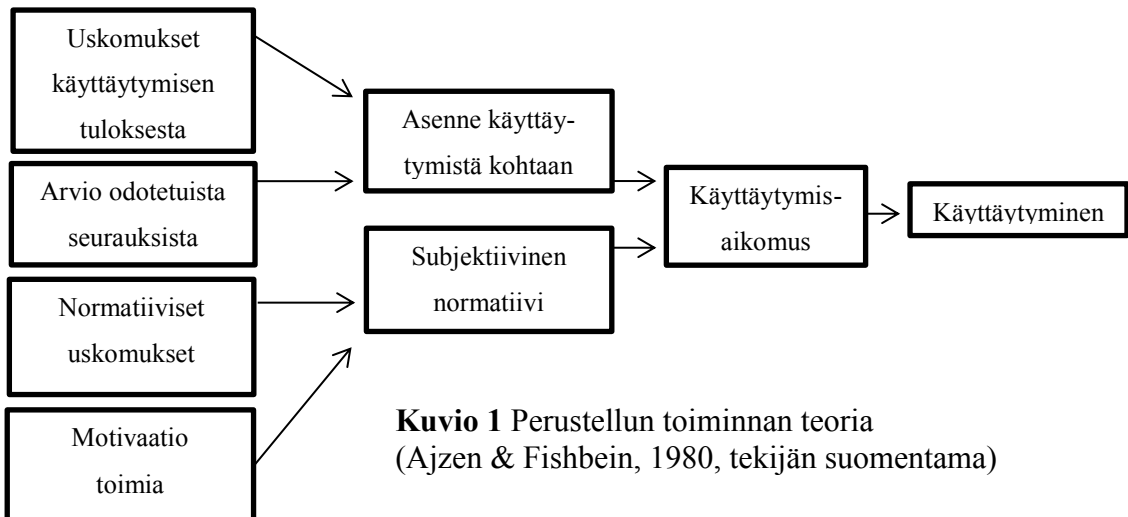 Uskomukset
käyttäytymisen
tuloksesta
Arvio odotetuista
seurauksista
Normatiiviset
uskomukset
Motivaatio
toimia
Asenne käyttäy-
tymistä kohtaan
Subjektiivinen
normatiivi
Käyttäytymis-
aikomus
Käyttäytyminen
Kuvio 1 Perustellun toiminnan teoria
(Ajzen & Fishbein, 1980, tekijän suomentama)